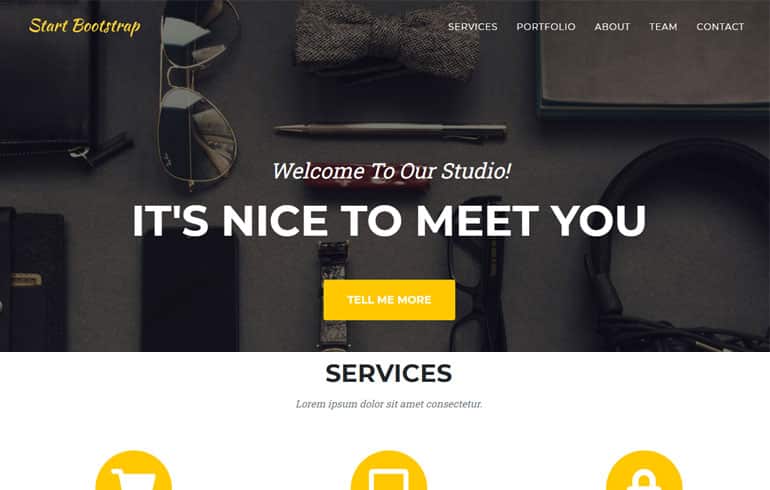 Start Bootstrap
SERVICES PORTFOLIO ABOUT TEAM CONTACT
Welcome To Our Studio!
IT'S NICE TO MEET YOU
TELL ME MORE
SERVICES
Lorem ipsum dolor sit amet consectetur.